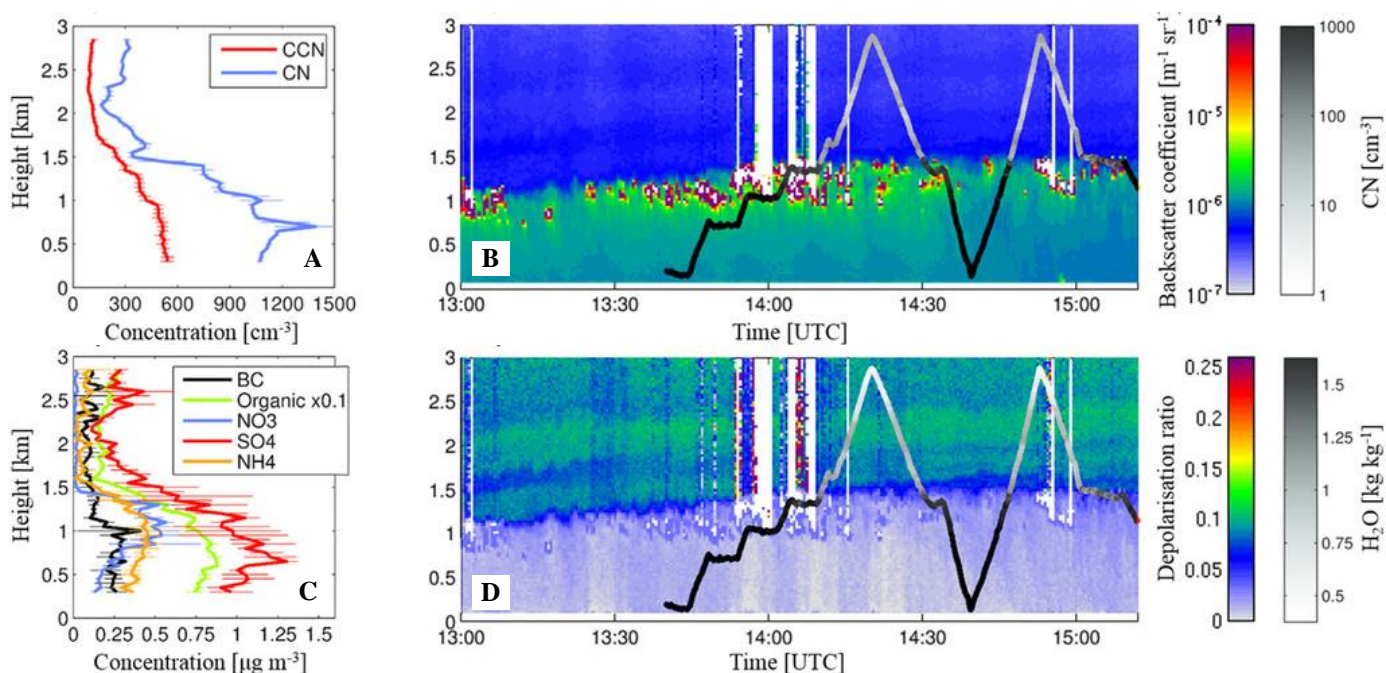 3
2.5
2
1.5
1
0.5
0
Height [km]
CCN
CN
A
0 300 600 900 1200 1500
Concentration [cm-3]
3
2.5
2
1.5
1
0.5
0
B
13:00 13:30 14:00 14:30 15:00
Time [UTC]
10-4
10-5
10-6
10-7
Backscatter coefficient [m-1 sr-1]
1000
100
10
1
CN [cm-3]
3
2.5
2
1.5
1
0.5
0
Height [km]
BC
Organic x0.1
NO3
SO4
NH4
C
0 0.25 0.5 0.75 1 1.25 1.5
Concentration [μg m-3]
3
2.5
2
1.5
1
0.5
0
D
13:00 13:30 14:00 14:30 15:00
Time [UTC]
0.25
0.2
0.15
0.1
0.05
0
Depolarisation ratio
1.5
1.25
1
0.75
0.5
H2O [kg kg-1]